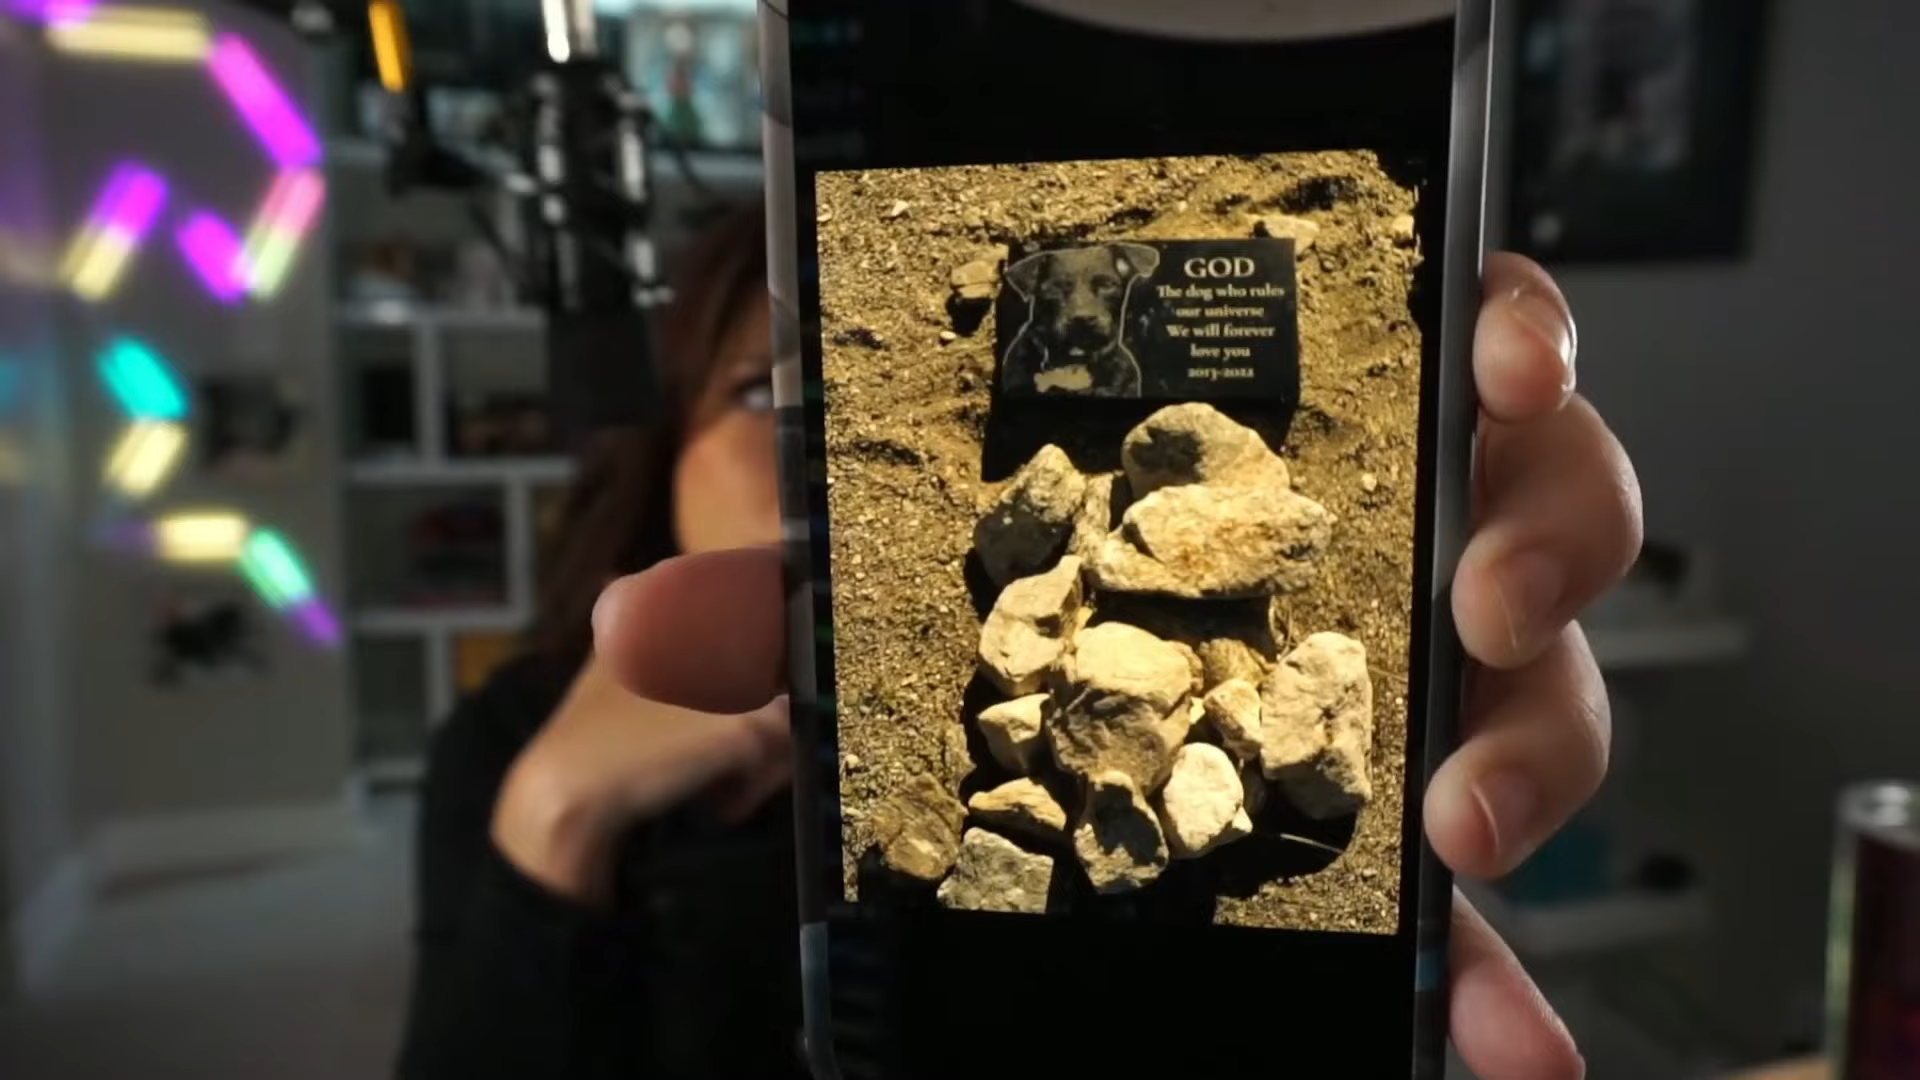 GOD
The dog who rules
our universe
We will forever
love you
2013-2022